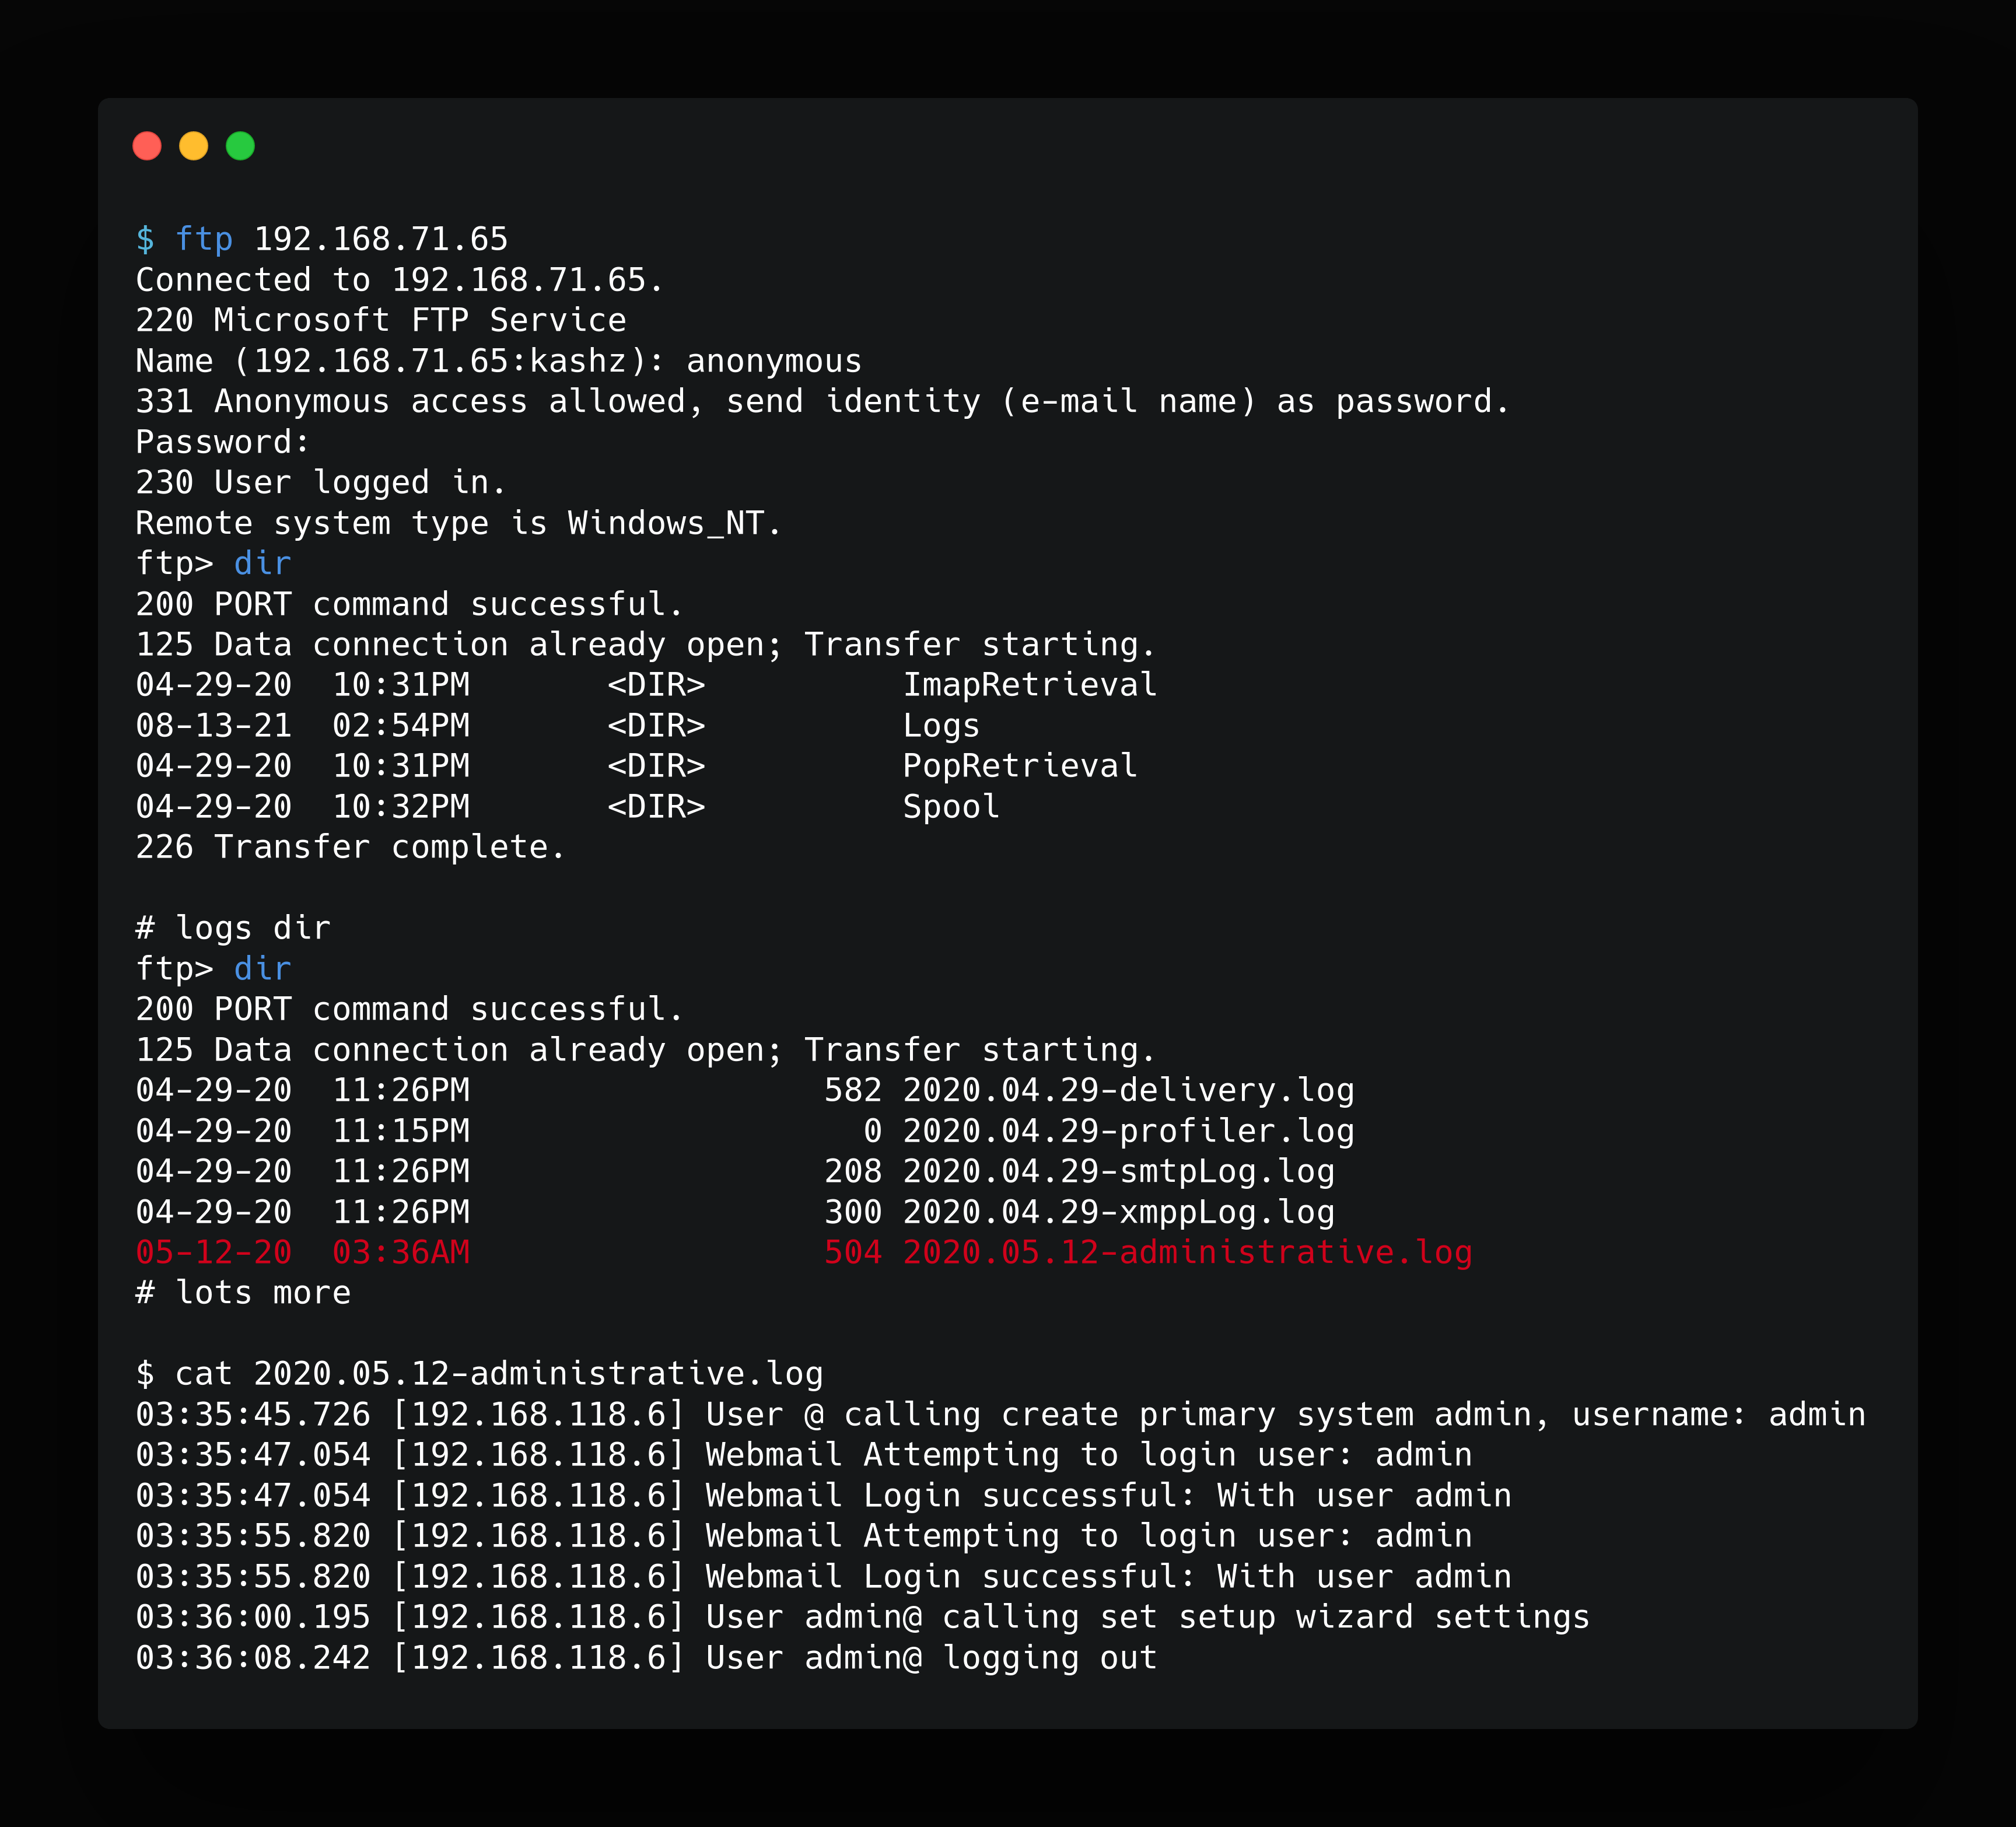 $ ftp 192.168.71.65
Connected to 192.168.71.65.
220 Microsoft FTP Service
Name (192.168.71.65:kashz): anonymous
331 Anonymous access allowed, send identity (e-mail name) as password.
Password:
230 User logged in.
Remote system type is Windows_NT.
ftp> dir
200 PORT command successful.
125 Data connection already open; Transfer starting.
04-29-20  10:31PM       <DIR>          ImapRetrieval
08-13-21  02:54PM       <DIR>          Logs
04-29-20  10:31PM       <DIR>          PopRetrieval
04-29-20  10:32PM       <DIR>          Spool
226 Transfer complete.

# logs dir
ftp> dir
200 PORT command successful.
125 Data connection already open; Transfer starting.
04-29-20  11:26PM                  582 2020.04.29-delivery.log
04-29-20  11:15PM                    0 2020.04.29-profiler.log
04-29-20  11:26PM                  208 2020.04.29-smtpLog.log
04-29-20  11:26PM                  300 2020.04.29-xmppLog.log
05-12-20  03:36AM                  504 2020.05.12-administrative.log
# lots more

$ cat 2020.05.12-administrative.log
03:35:45.726 [192.168.118.6] User @ calling create primary system admin, username: admin
03:35:47.054 [192.168.118.6] Webmail Attempting to login user: admin
03:35:47.054 [192.168.118.6] Webmail Login successful: With user admin
03:35:55.820 [192.168.118.6] Webmail Attempting to login user: admin
03:35:55.820 [192.168.118.6] Webmail Login successful: With user admin
03:36:00.195 [192.168.118.6] User admin@ calling set setup wizard settings
03:36:08.242 [192.168.118.6] User admin@ logging out